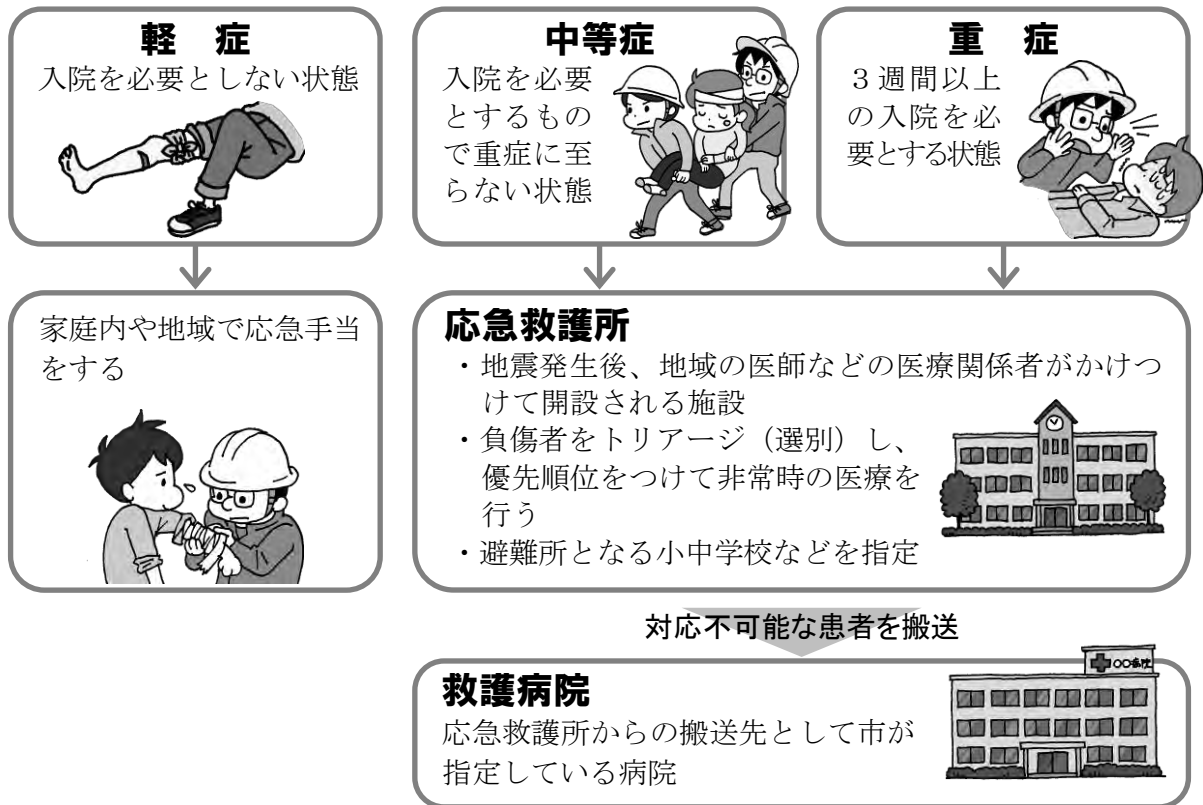 軽 症
入院を必要としない状態
中等症
入院を必要
とするもの
で重症に至
らない状態
重 症
３週間以上
の入院を必
要とする状態
家庭内や地域で応急手当
をする
応急救護所
・地震発生後、地域の医師などの医療関係者がかけつ
けて開設される施設
・負傷者をトリアージ（選別）し、
優先順位をつけて非常時の医療を
行う
・避難所となる小中学校などを指定
対応不可能な患者を搬送
救護病院
応急救護所からの搬送先として市が
指定している病院
〇〇病院